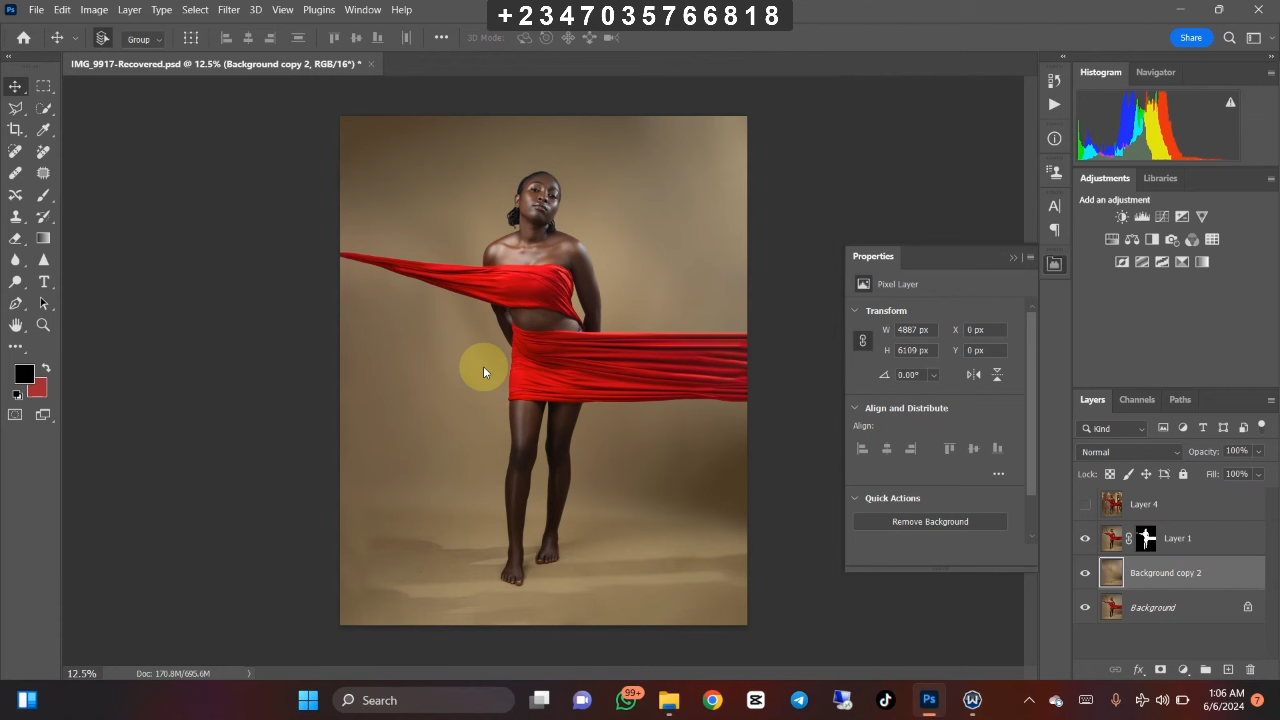 +2347035766818
File Edit Image Layer Type Select Filter 3D View Plugins Window Help
Group
3D Mode:
Share
IMG_9917-Recovered.psd @ 12.5% (Background copy 2, RGB/16*) *
Histogram Navigator
Adjustments Libraries
Add an adjustment
Properties
Pixel Layer
Transform
W 4887 px X 0 px
H 6109 px Y 0 px
0.00°
Align and Distribute
Align:
Quick Actions
Remove Background
Layers Channels Paths
Kind
Normal Opacity: 100%
Lock: Fill: 100%
Layer 4
Layer 1
Background copy 2
Background
12.5% Doc: 170.8M/695.6M
Search
99+
1:06 AM
6/6/2024
7